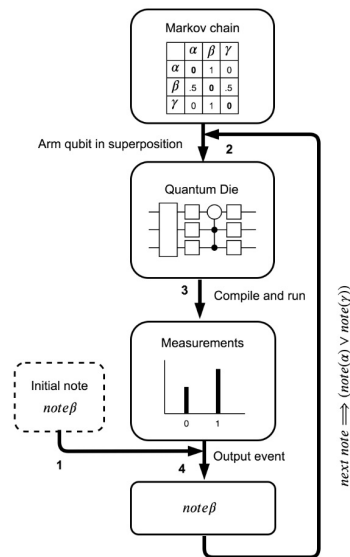 Markov chain
α β γ
α 0 1 0
β .5 0 .5
γ 0 1 0
Arm qubit in superposition
2
Quantum Die
3
Compile and run
Measurements
0 1
Initial note
noteβ
1
4
Output event
noteβ
next note ⟹ (note(α) ∨ note(γ))